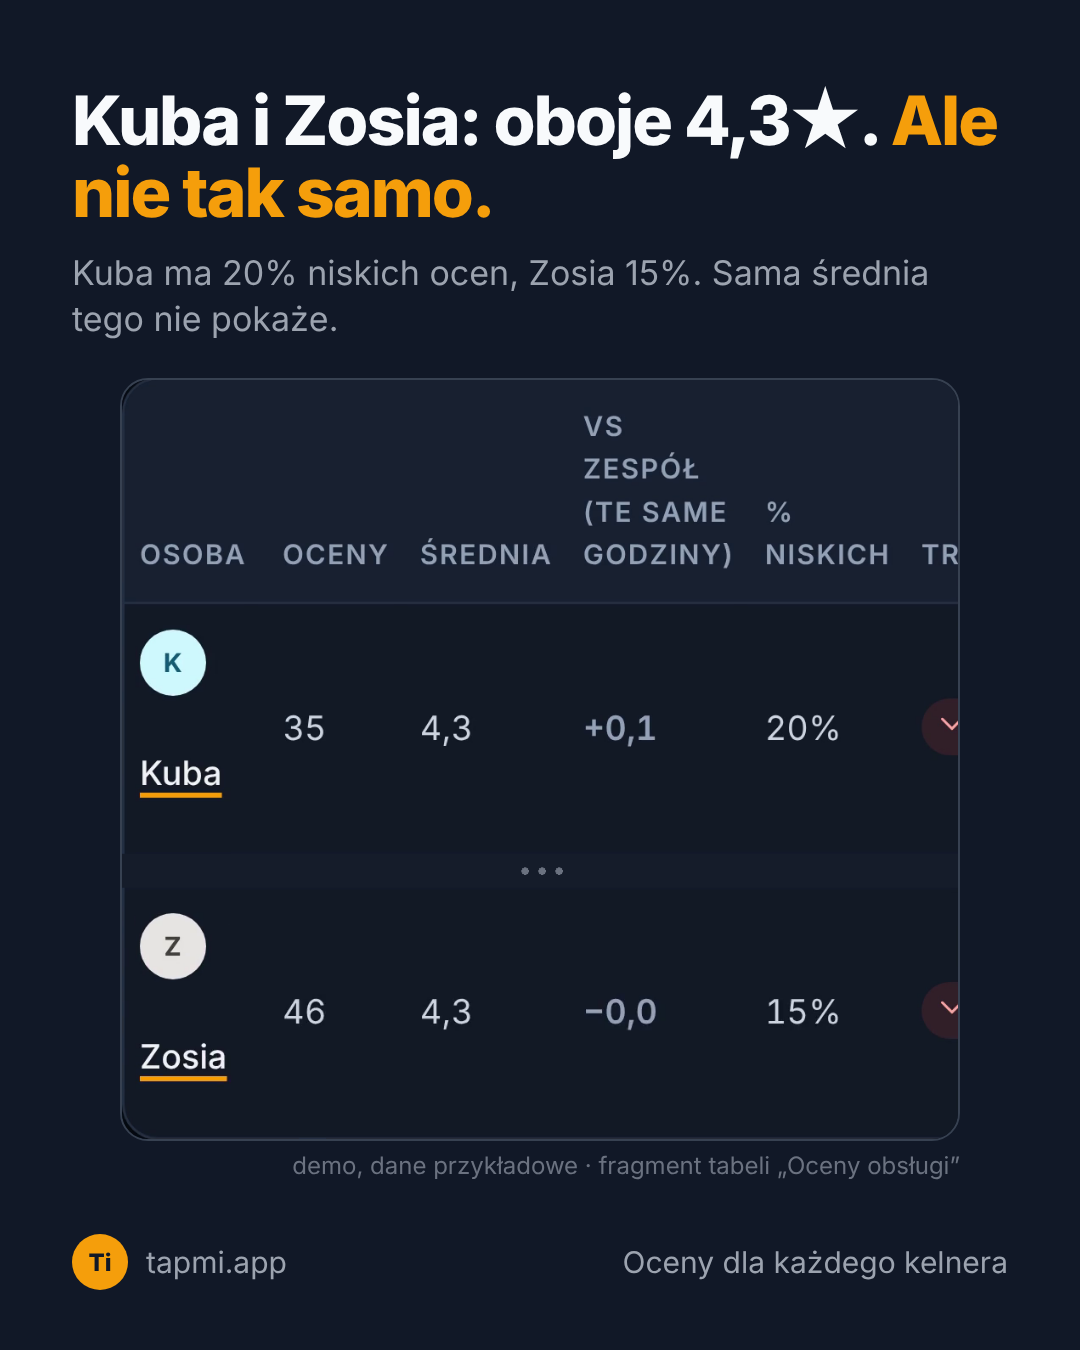 Kuba i Zosia: oboje 4,3★. Ale
nie tak samo.
Kuba ma 20% niskich ocen, Zosia 15%. Sama średnia
tego nie pokaże.
OSOBA OCENY ŚREDNIA VS ZESPÓŁ (TE SAME GODZINY) % NISKICH TR
K
Kuba 35 4,3 +0,1 20%
Z
Zosia 46 4,3 −0,0 15%
demo, dane przykładowe · fragment tabeli „Oceny obsługi”
Ti tapmi.app
Oceny dla każdego kelnera